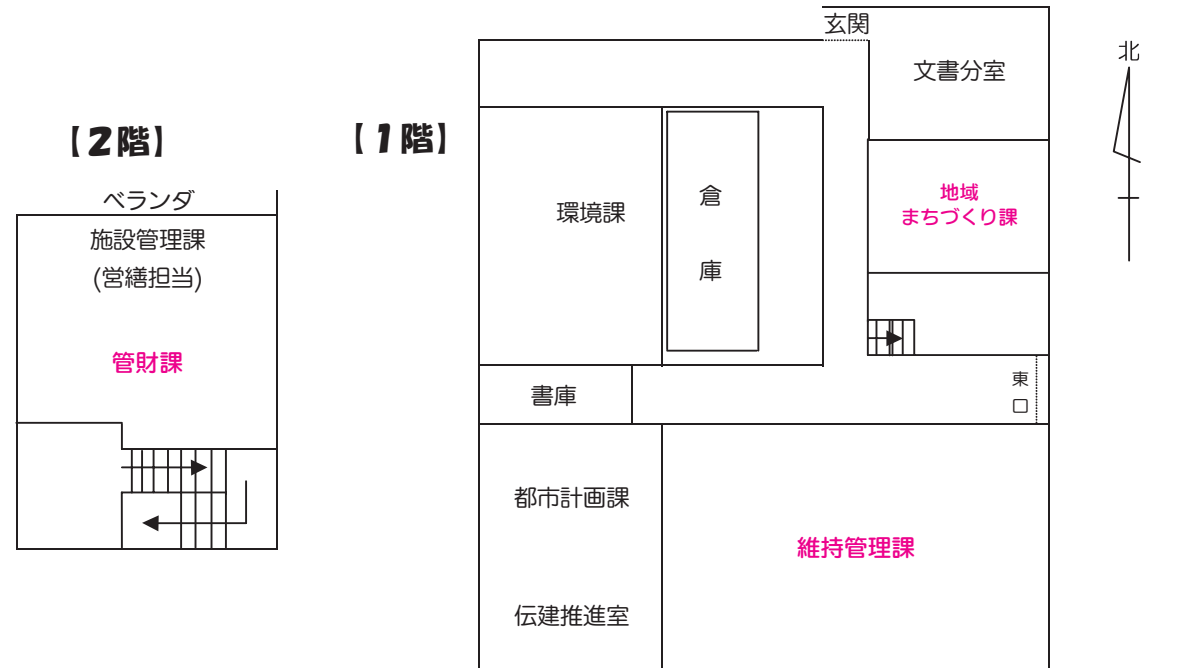 【2階】
ベランダ
施設管理課
(営繕担当)
管財課
【1階】
玄関
文書分室
北
環境課
倉
庫
地域
まちづくり課
書庫
東
口
都市計画課
維持管理課
伝建推進室